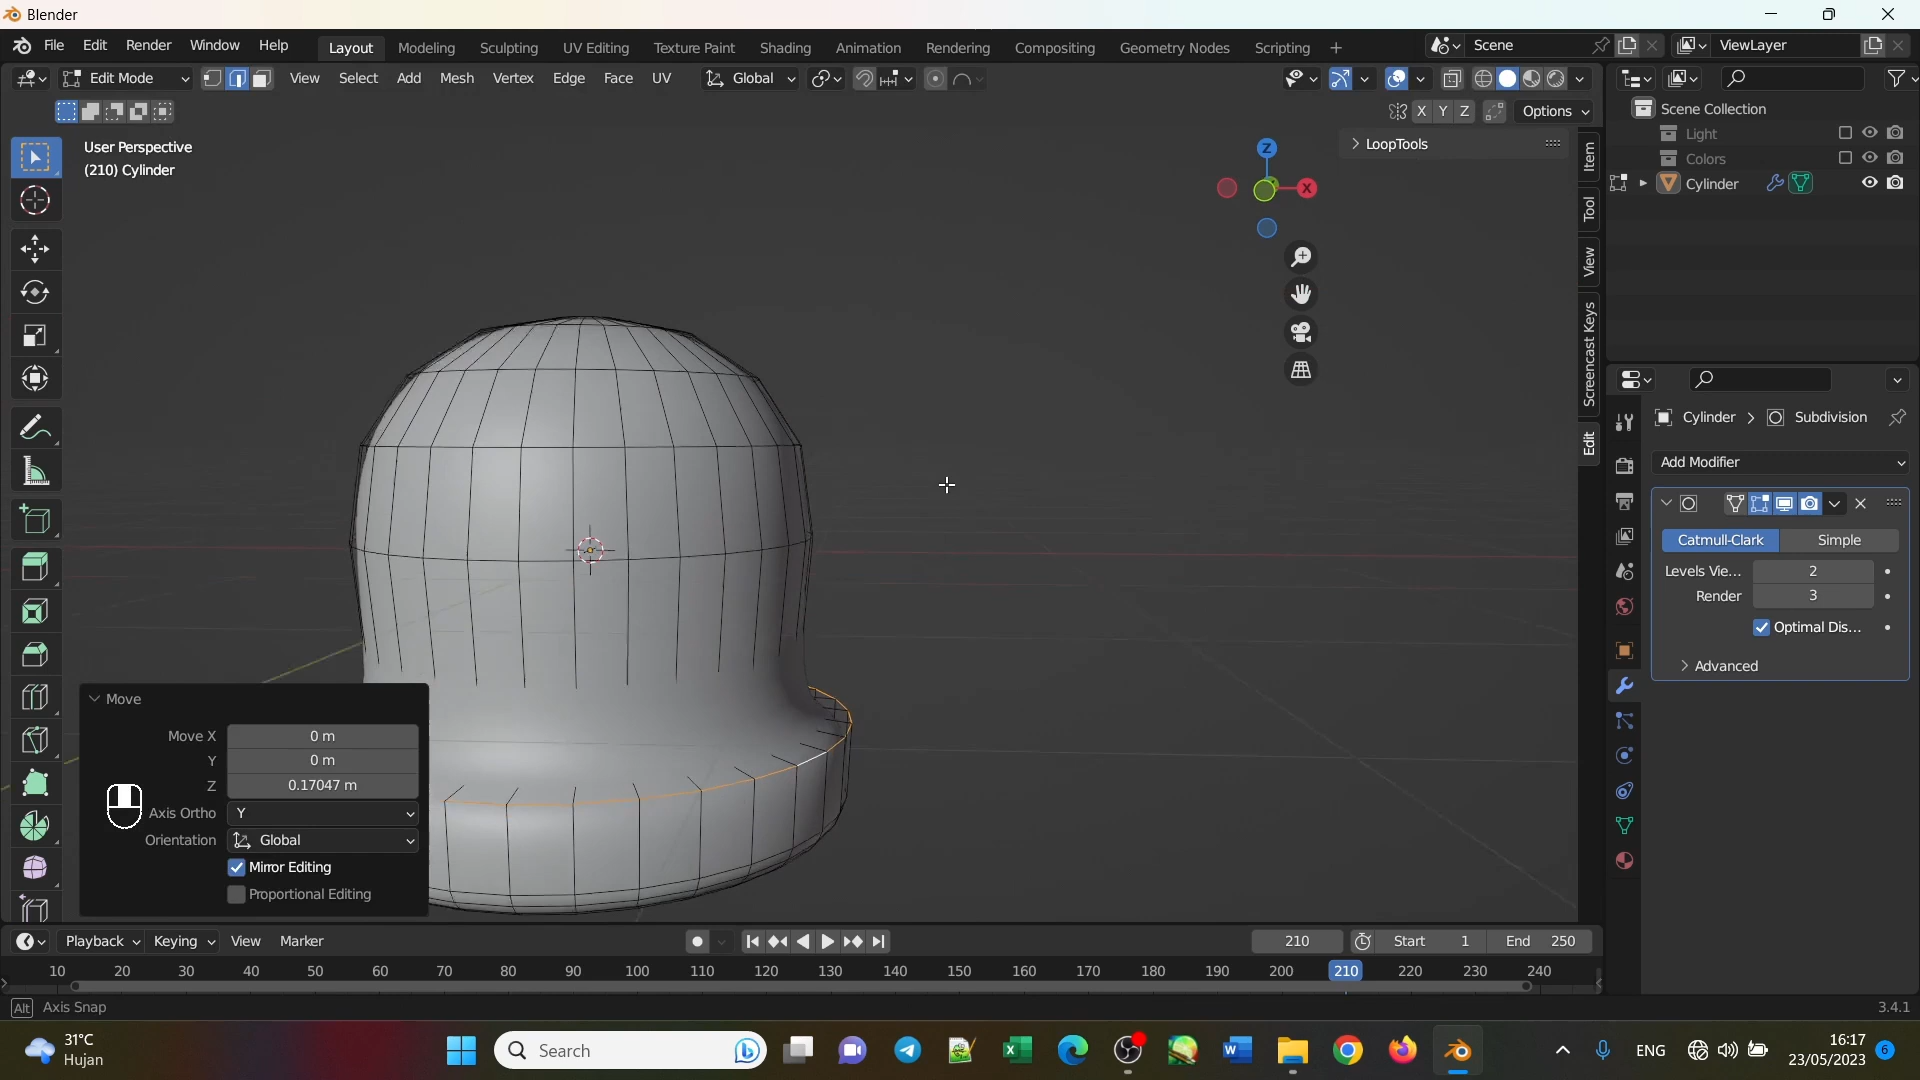 Blender
File Edit Render Window Help Layout Modeling Sculpting UV Editing Texture Paint Shading Animation Rendering Compositing Geometry Nodes Scripting + Scene ViewLayer
Edit Mode View Select Add Mesh Vertex Edge Face UV Global
X Y Z Options
User Perspective
(210) Cylinder
Z
X
LoopTools
Item
Tool
View
Screencast Keys
Edit
Scene Collection
Light
Colors
Cylinder
Cylinder > Subdivision
Add Modifier
Catmull-Clark Simple
Levels Vie... 2
Render 3
Optimal Dis...
Advanced
Move
Move X 0 m
Y 0 m
Z 0.17047 m
Axis Ortho Y
Orientation Global
Mirror Editing
Proportional Editing
Playback Keying View Marker 210 Start 1 End 250
10 20 30 40 50 60 70 80 90 100 110 120 130 140 150 160 170 180 190 200 210 220 230 240
Alt Axis Snap 3.4.1
31°C
Hujan
Search
ENG
16:17
23/05/2023
6